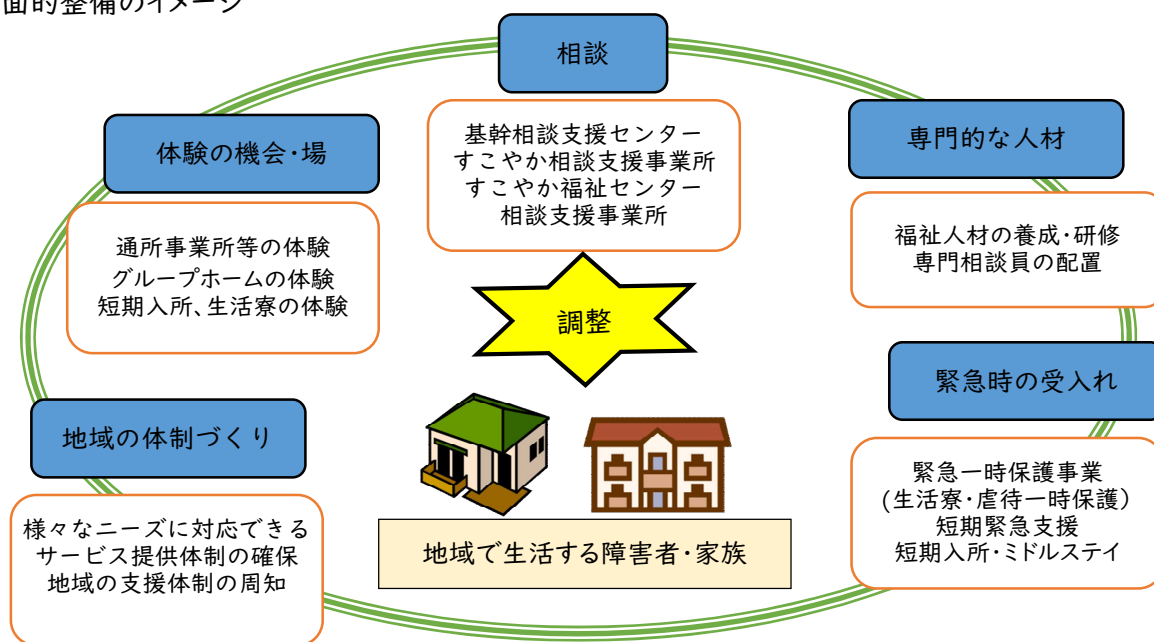 面的整備のイメージ
相談
基幹相談支援センター
すこやか相談支援事業所
すこやか福祉センター
相談支援事業所
体験の機会・場
通所事業所等の体験
グループホームの体験
短期入所、生活寮の体験
専門的な人材
福祉人材の養成・研修
専門相談員の配置
調整
緊急時の受入れ
緊急一時保護事業
(生活寮・虐待一時保護)
短期緊急支援
短期入所・ミドルステイ
地域の体制づくり
様々なニーズに対応できる
サービス提供体制の確保
地域の支援体制の周知
地域で生活する障害者・家族